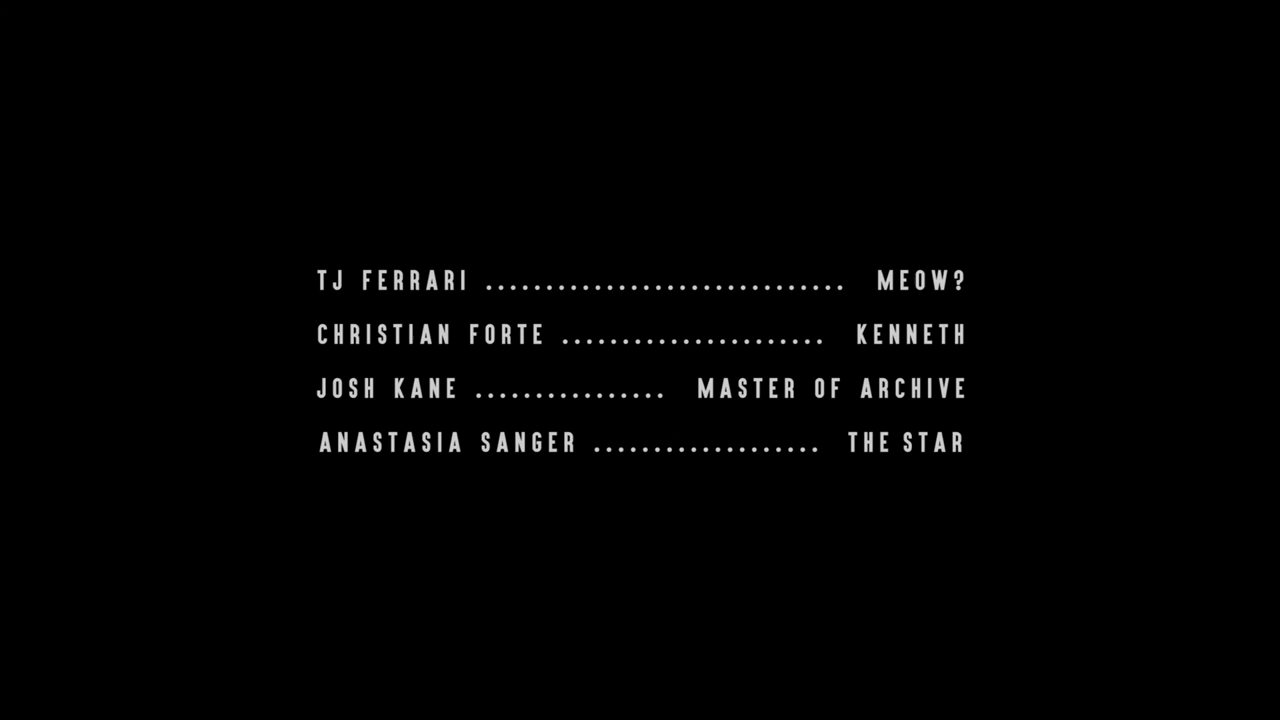 TJ FERRARI .............................. MEOW?
CHRISTIAN FORTE ...................... KENNETH
JOSH KANE ................ MASTER OF ARCHIVE
ANASTASIA SANGER ................... THE STAR